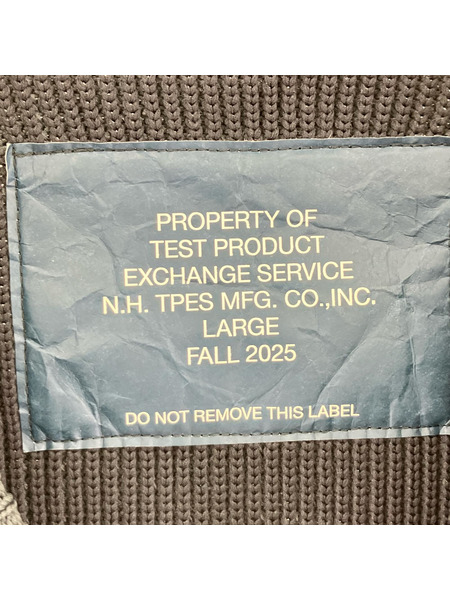 PROPERTY OF
TEST PRODUCT
EXCHANGE SERVICE
N.H. TPES MFG. CO.,INC.
LARGE
FALL 2025
DO NOT REMOVE THIS LABEL